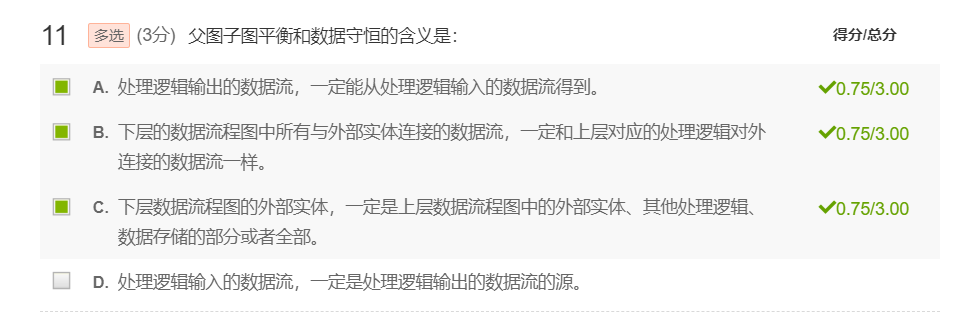 11 多选 (3分) 父图子图平衡和数据守恒的含义是： 得分/总分
A. 处理逻辑输出的数据流，一定能从处理逻辑输入的数据流得到。 0.75/3.00
B. 下层的数据流程图中所有与外部实体连接的数据流，一定和上层对应的处理逻辑对外 0.75/3.00
连接的数据流一样。
C. 下层数据流程图的外部实体，一定是上层数据流程图中的外部实体、其他处理逻辑、 0.75/3.00
数据存储的部分或者全部。
D. 处理逻辑输入的数据流，一定是处理逻辑输出的数据流的源。